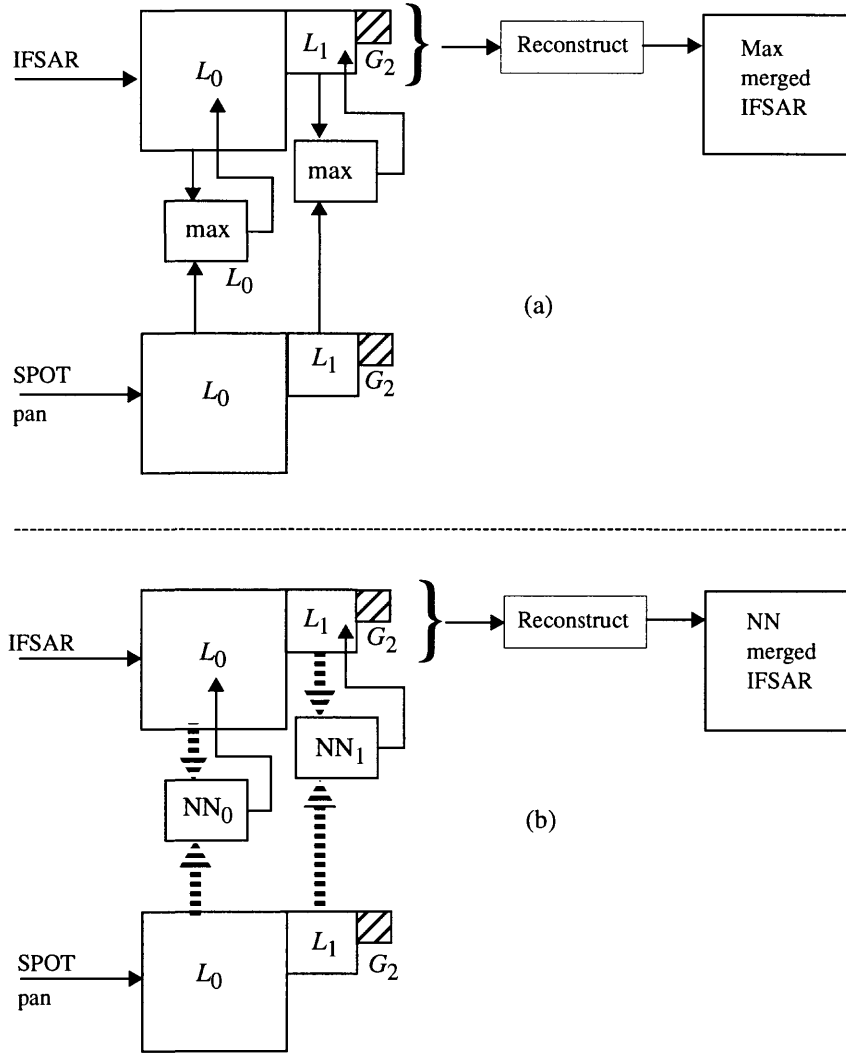 IFSAR
L0
L1
G2
}
Reconstruct
Max
merged
IFSAR
max
max
L0
(a)
SPOT
pan
L0
L1
G2
IFSAR
L0
L1
G2
}
Reconstruct
NN
merged
IFSAR
NN1
NN0
(b)
SPOT
pan
L0
L1
G2